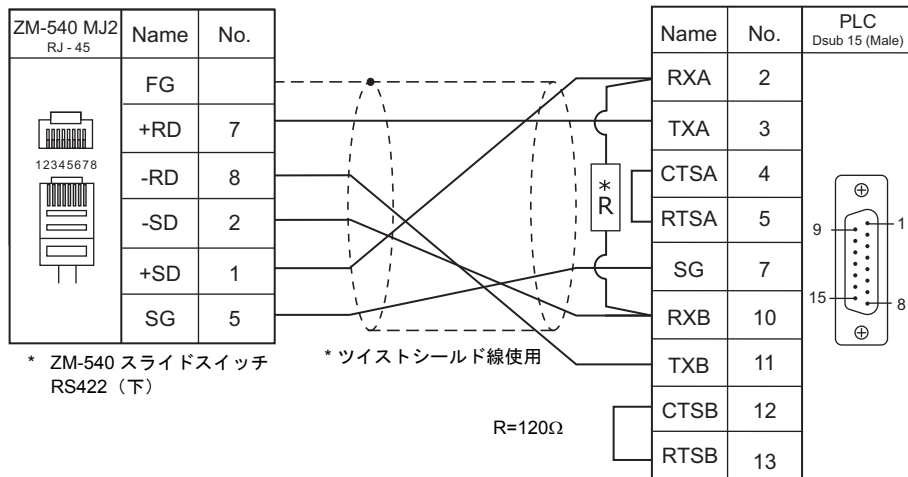 ZM-540 MJ2
RJ - 45
Name
No.
FG
+RD
7
-RD
8
-SD
2
+SD
1
SG
5
12345678
* ZM-540 スライドスイッチ
RS422（下）
* ツイストシールド線使用
R=120Ω
*
R
Name
No.
PLC
Dsub 15 (Male)
RXA
2
TXA
3
CTSA
4
RTSA
5
SG
7
RXB
10
TXB
11
CTSB
12
RTSB
13
9
1
15
8